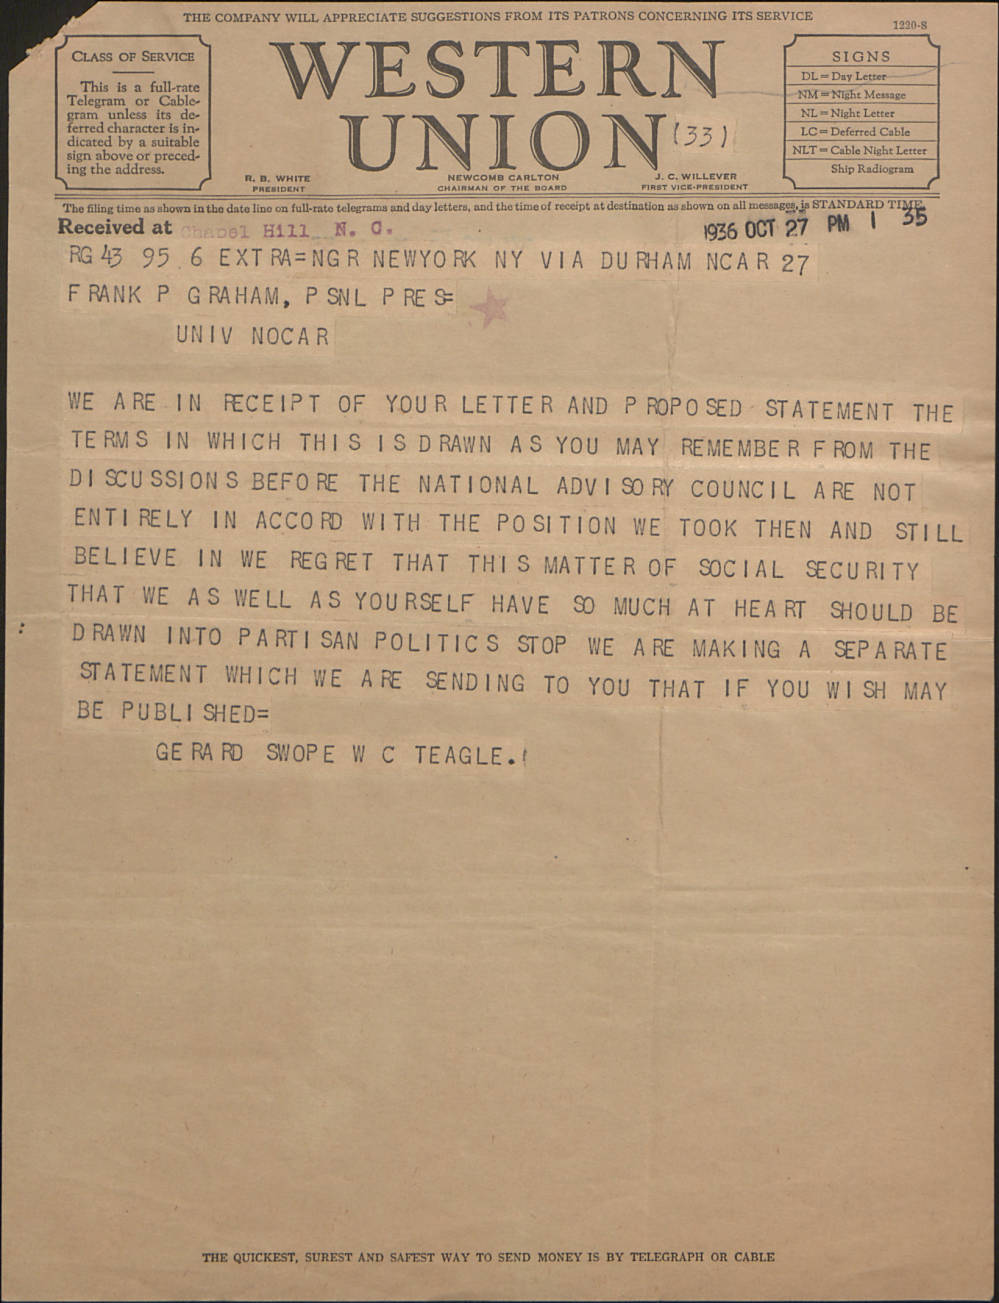 THE COMPANY WILL APPRECIATE SUGGESTIONS FROM ITS PATRONS CONCERNING ITS SERVICE
1220-S
CLASS OF SERVICE
This is a full-rate
Telegram or Cable-
gram unless its de-
ferred character is in-
dicated by a suitable
sign above or preced-
ing the address.
WESTERN
UNION
(33)
R. B. WHITE
PRESIDENT
NEWCOMB CARLTON
CHAIRMAN OF THE BOARD
J. C. WILLEVER
FIRST VICE-PRESIDENT
SIGNS
DL = Day Letter
NM = Night Message
NL = Night Letter
LC = Deferred Cable
NLT = Cable Night Letter
Ship Radiogram
The filing time as shown in the date line on full-rate telegrams and day letters, and the time of receipt at destination as shown on all messages, is STANDARD TIME.
Received at Chapel Hill N. C.
1936 OCT 27 PM 1 35
RG 43 95 6 EXTRA=NGR NEWYORK NY VIA DURHAM NCAR 27
FRANK P GRAHAM, PSNL PRES=
UNIV NOCAR
WE ARE IN RECEIPT OF YOUR LETTER AND PROPOSED STATEMENT THE
TERMS IN WHICH THIS IS DRAWN AS YOU MAY REMEMBER FROM THE
DISCUSSIONS BEFORE THE NATIONAL ADVISORY COUNCIL ARE NOT
ENTIRELY IN ACCORD WITH THE POSITION WE TOOK THEN AND STILL
BELIEVE IN WE REGRET THAT THIS MATTER OF SOCIAL SECURITY
THAT WE AS WELL AS YOURSELF HAVE SO MUCH AT HEART SHOULD BE
DRAWN INTO PARTISAN POLITICS STOP WE ARE MAKING A SEPARATE
STATEMENT WHICH WE ARE SENDING TO YOU THAT IF YOU WISH MAY
BE PUBLISHED=
GERARD SWOPE W C TEAGLE.
THE QUICKEST, SUREST AND SAFEST WAY TO SEND MONEY IS BY TELEGRAPH OR CABLE